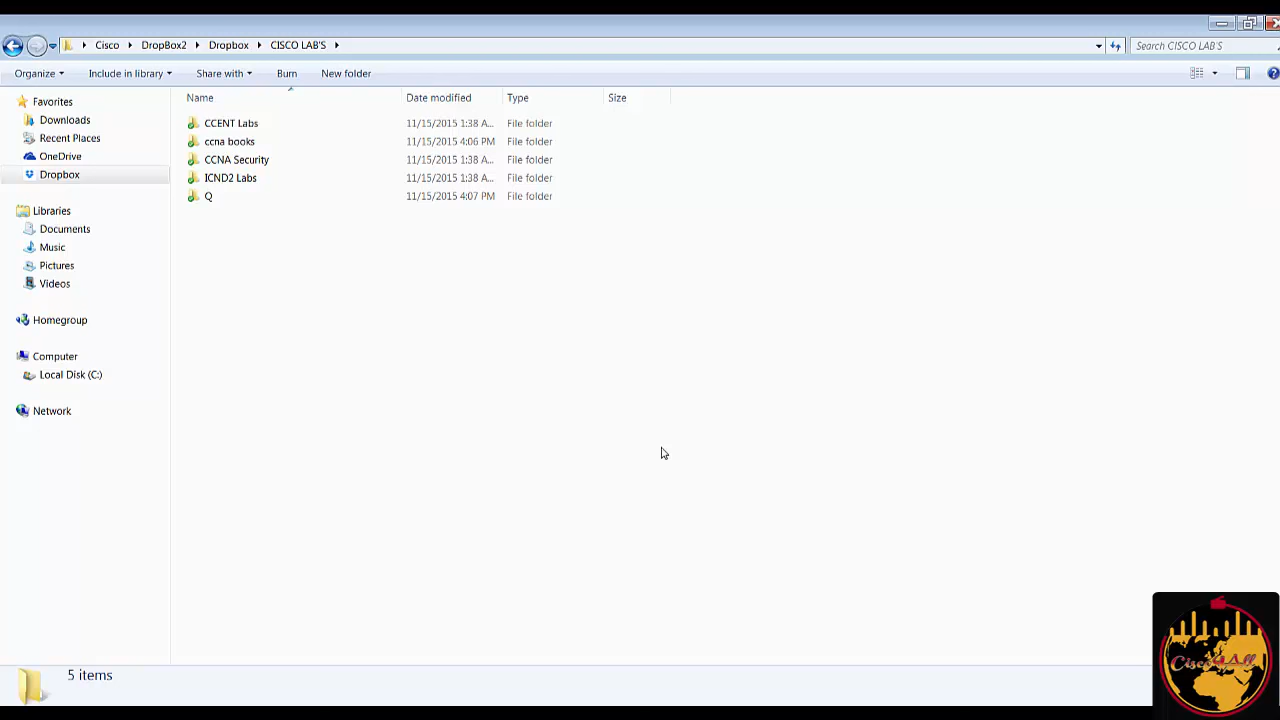 Cisco DropBox2 Dropbox CISCO LAB'S Search CISCO LAB'S
Organize Include in library Share with Burn New folder
Favorites
Downloads
Recent Places
OneDrive
Dropbox
Libraries
Documents
Music
Pictures
Videos
Homegroup
Computer
Local Disk (C:)
Network
Name Date modified Type Size
CCENT Labs 11/15/2015 1:38 A... File folder
ccna books 11/15/2015 4:06 PM File folder
CCNA Security 11/15/2015 1:38 A... File folder
ICND2 Labs 11/15/2015 1:38 A... File folder
Q 11/15/2015 4:07 PM File folder
5 items
Cisco4All